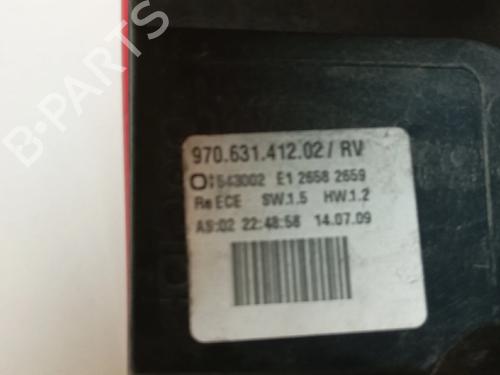 970.631.412.02/ RV
543002 E1 2658 2659
Re ECE SW.1.5 HW.1.2
AS:02 22:48:58 14.07.09
B-PARTS